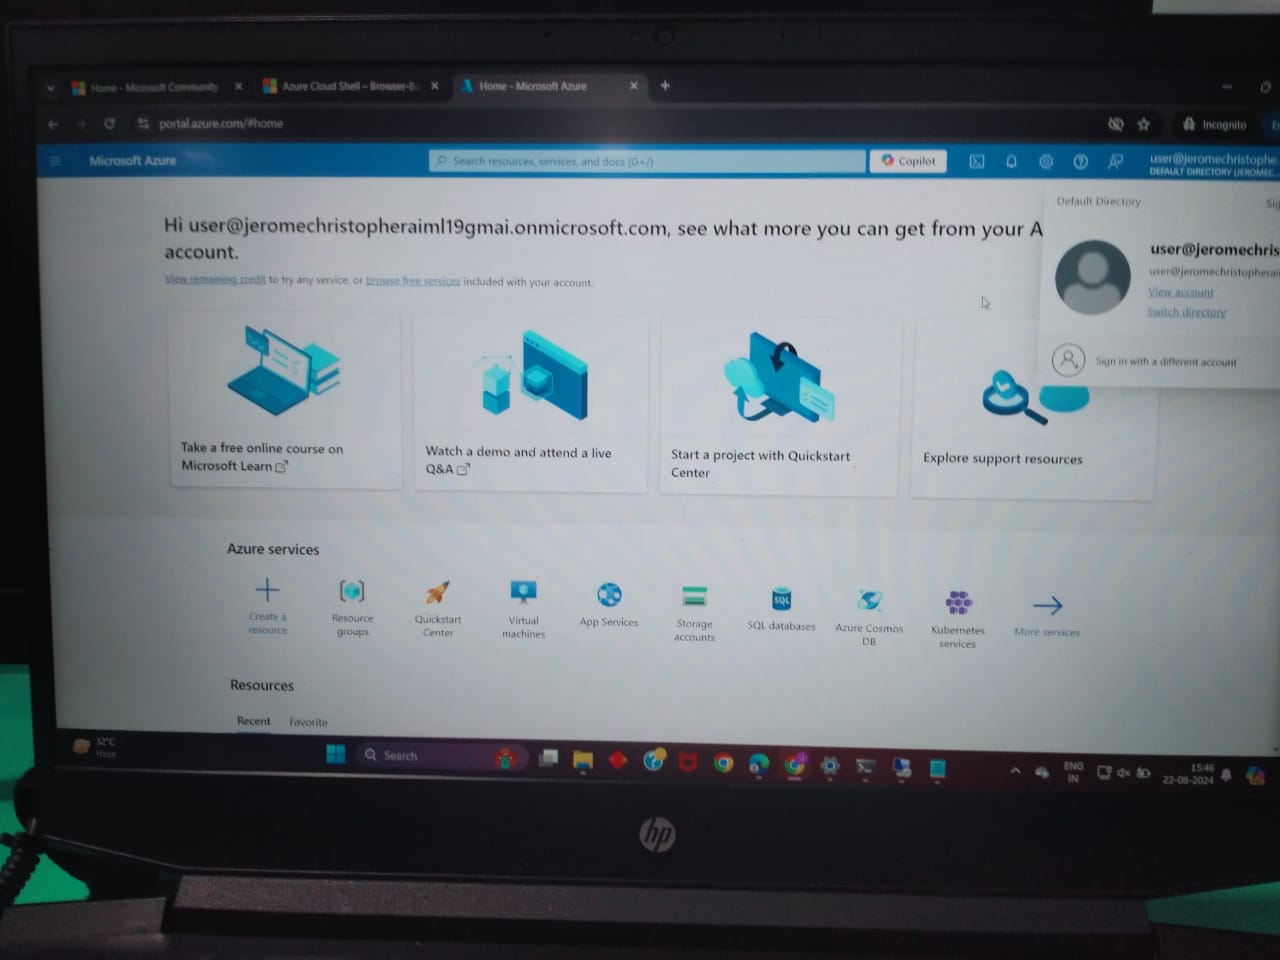 Home - Microsoft Community
Azure Cloud Shell – Browser-B
Home - Microsoft Azure
portal.azure.com/#home
Incognito
Microsoft Azure
Search resources, services, and docs (G+/)
Copilot
user@jeromechristophe...
DEFAULT DIRECTORY (JEROMEC...
Default Directory
Sig
Hi user@jeromechristopheraiml19gmai.onmicrosoft.com, see what more you can get from your A
account.
View remaining credit to try any service, or browse free services included with your account.
user@jeromechris
user@jeromechristopherai
View account
Switch directory
Sign in with a different account
Take a free online course on
Microsoft Learn
Watch a demo and attend a live
Q&A
Start a project with Quickstart
Center
Explore support resources
Azure services
Create a
resource
Resource
groups
Quickstart
Center
Virtual
machines
App Services
Storage
accounts
SQL
SQL databases
Azure Cosmos
DB
Kubernetes
services
More services
Resources
Recent
Favorite
32°C
Haze
Search
ENG
IN
15:46
22-08-2024
hp